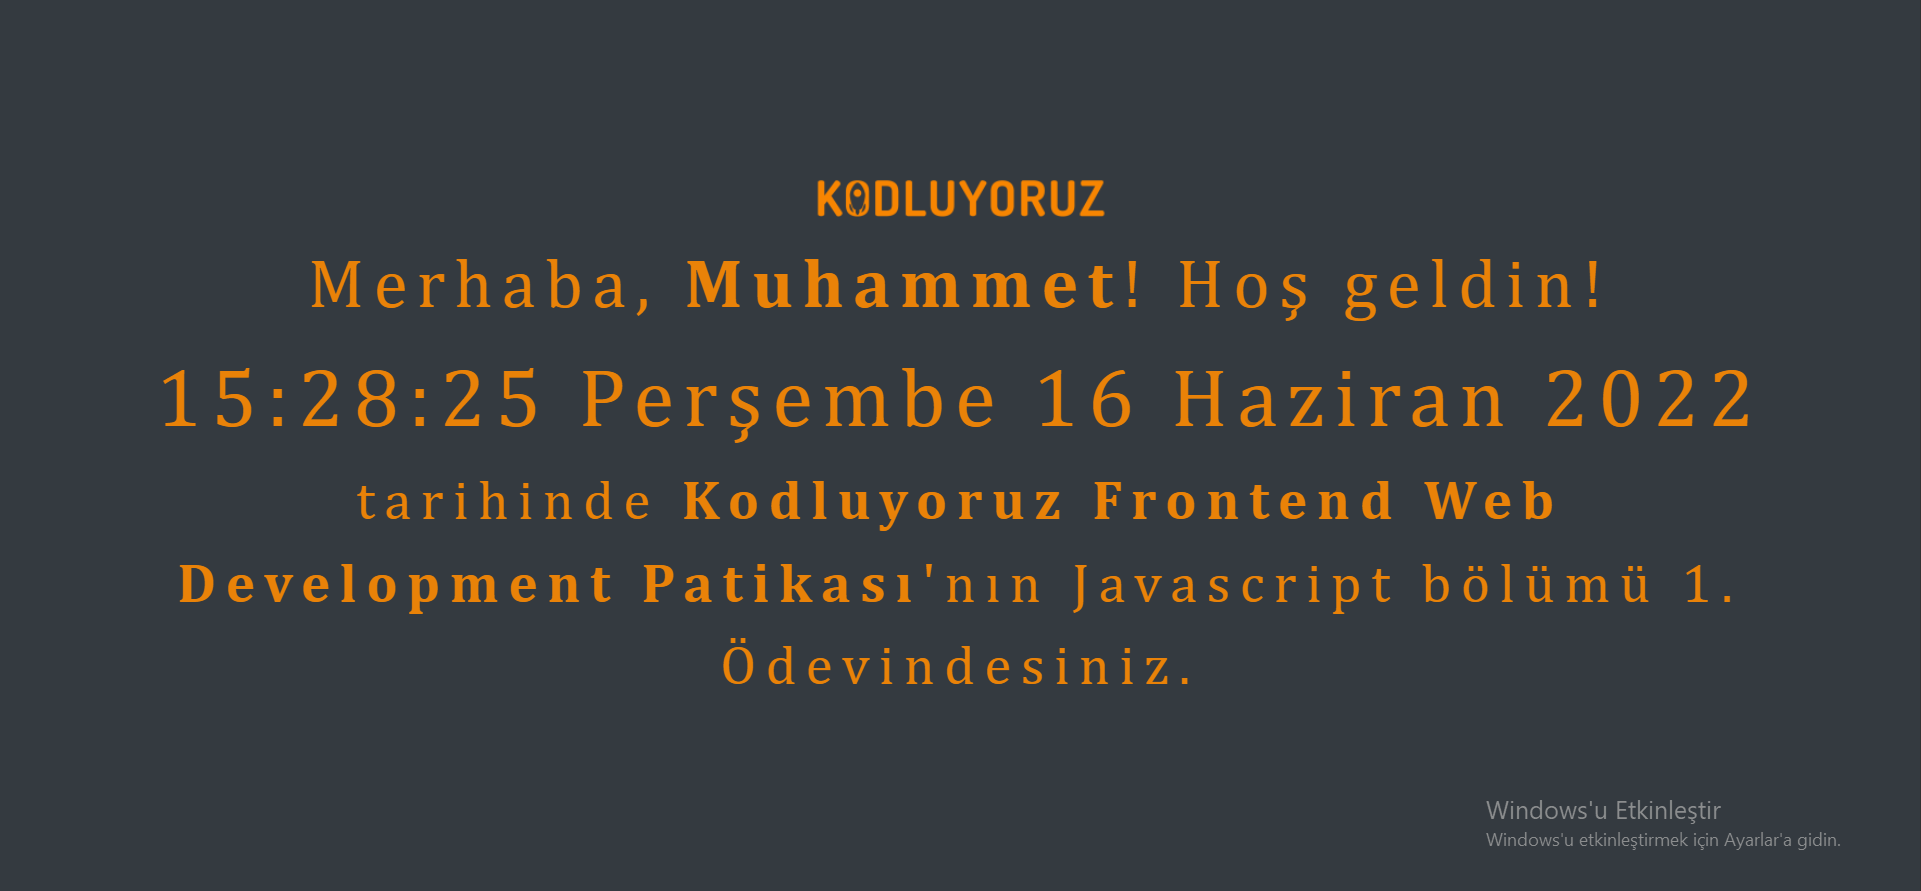 KODLUYORUZ
Merhaba, Muhammet! Hoş geldin!
15:28:25 Perşembe 16 Haziran 2022
tarihinde Kodluyoruz Frontend Web
Development Patikası'nın Javascript bölümü 1.
Ödevindesiniz.
Windows'u Etkinleştir
Windows'u etkinleştirmek için Ayarlar'a gidin.